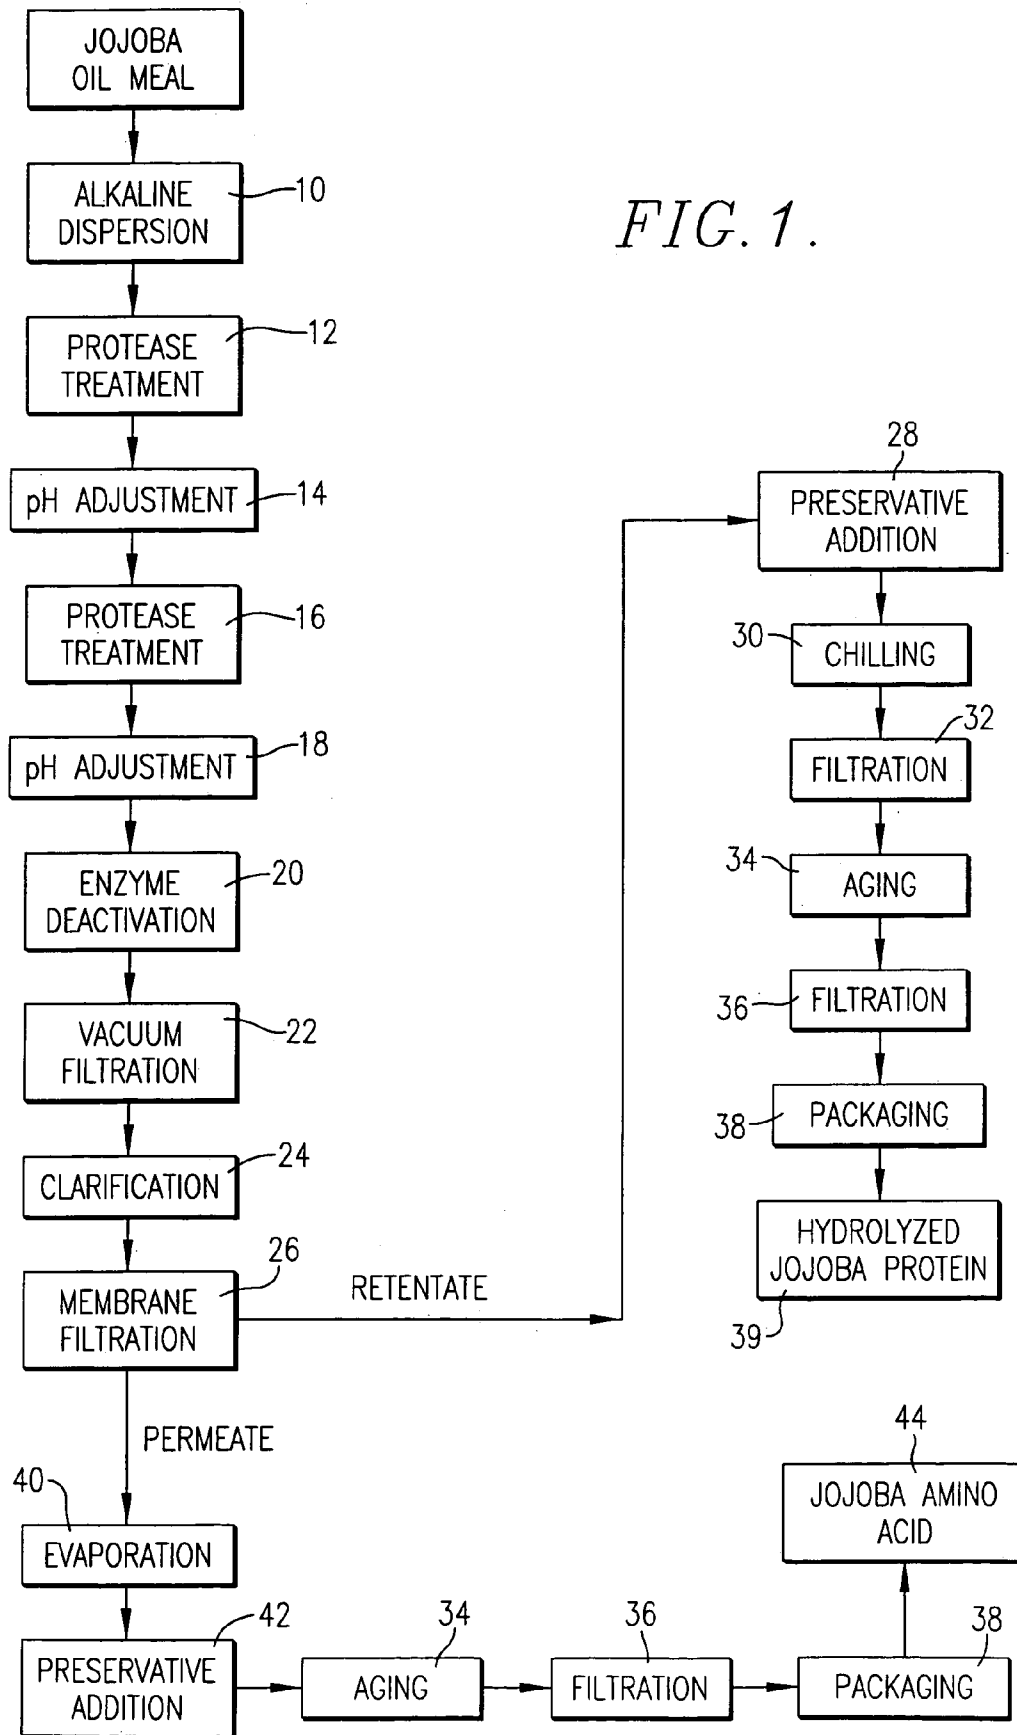 JOJOBA
OIL MEAL
ALKALINE
DISPERSION
10
FIG. 1.
PROTEASE
TREATMENT
12
pH ADJUSTMENT
14
PROTEASE
TREATMENT
16
pH ADJUSTMENT
18
ENZYME
DEACTIVATION
20
VACUUM
FILTRATION
22
CLARIFICATION
24
MEMBRANE
FILTRATION
26
RETENTATE
28
PRESERVATIVE
ADDITION
30
CHILLING
32
FILTRATION
34
AGING
36
FILTRATION
38
PACKAGING
HYDROLYZED
JOJOBA PROTEIN
39
PERMEATE
40
EVAPORATION
42
PRESERVATIVE
ADDITION
34
AGING
36
FILTRATION
38
PACKAGING
44
JOJOBA AMINO
ACID